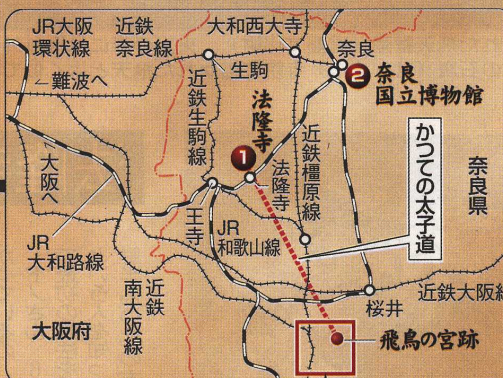 JR大阪
環状線
近鉄
奈良線
大和西大寺
奈良
←難波へ
生駒
2
奈良
国立博物館
近鉄生駒線
法隆寺
1
近鉄橿原線
かつての太子道
奈良県
大阪へ
法隆寺
王寺
JR
大和路線
JR
和歌山線
近鉄
南大阪線
桜井
近鉄大阪線
大阪府
飛鳥の宮跡